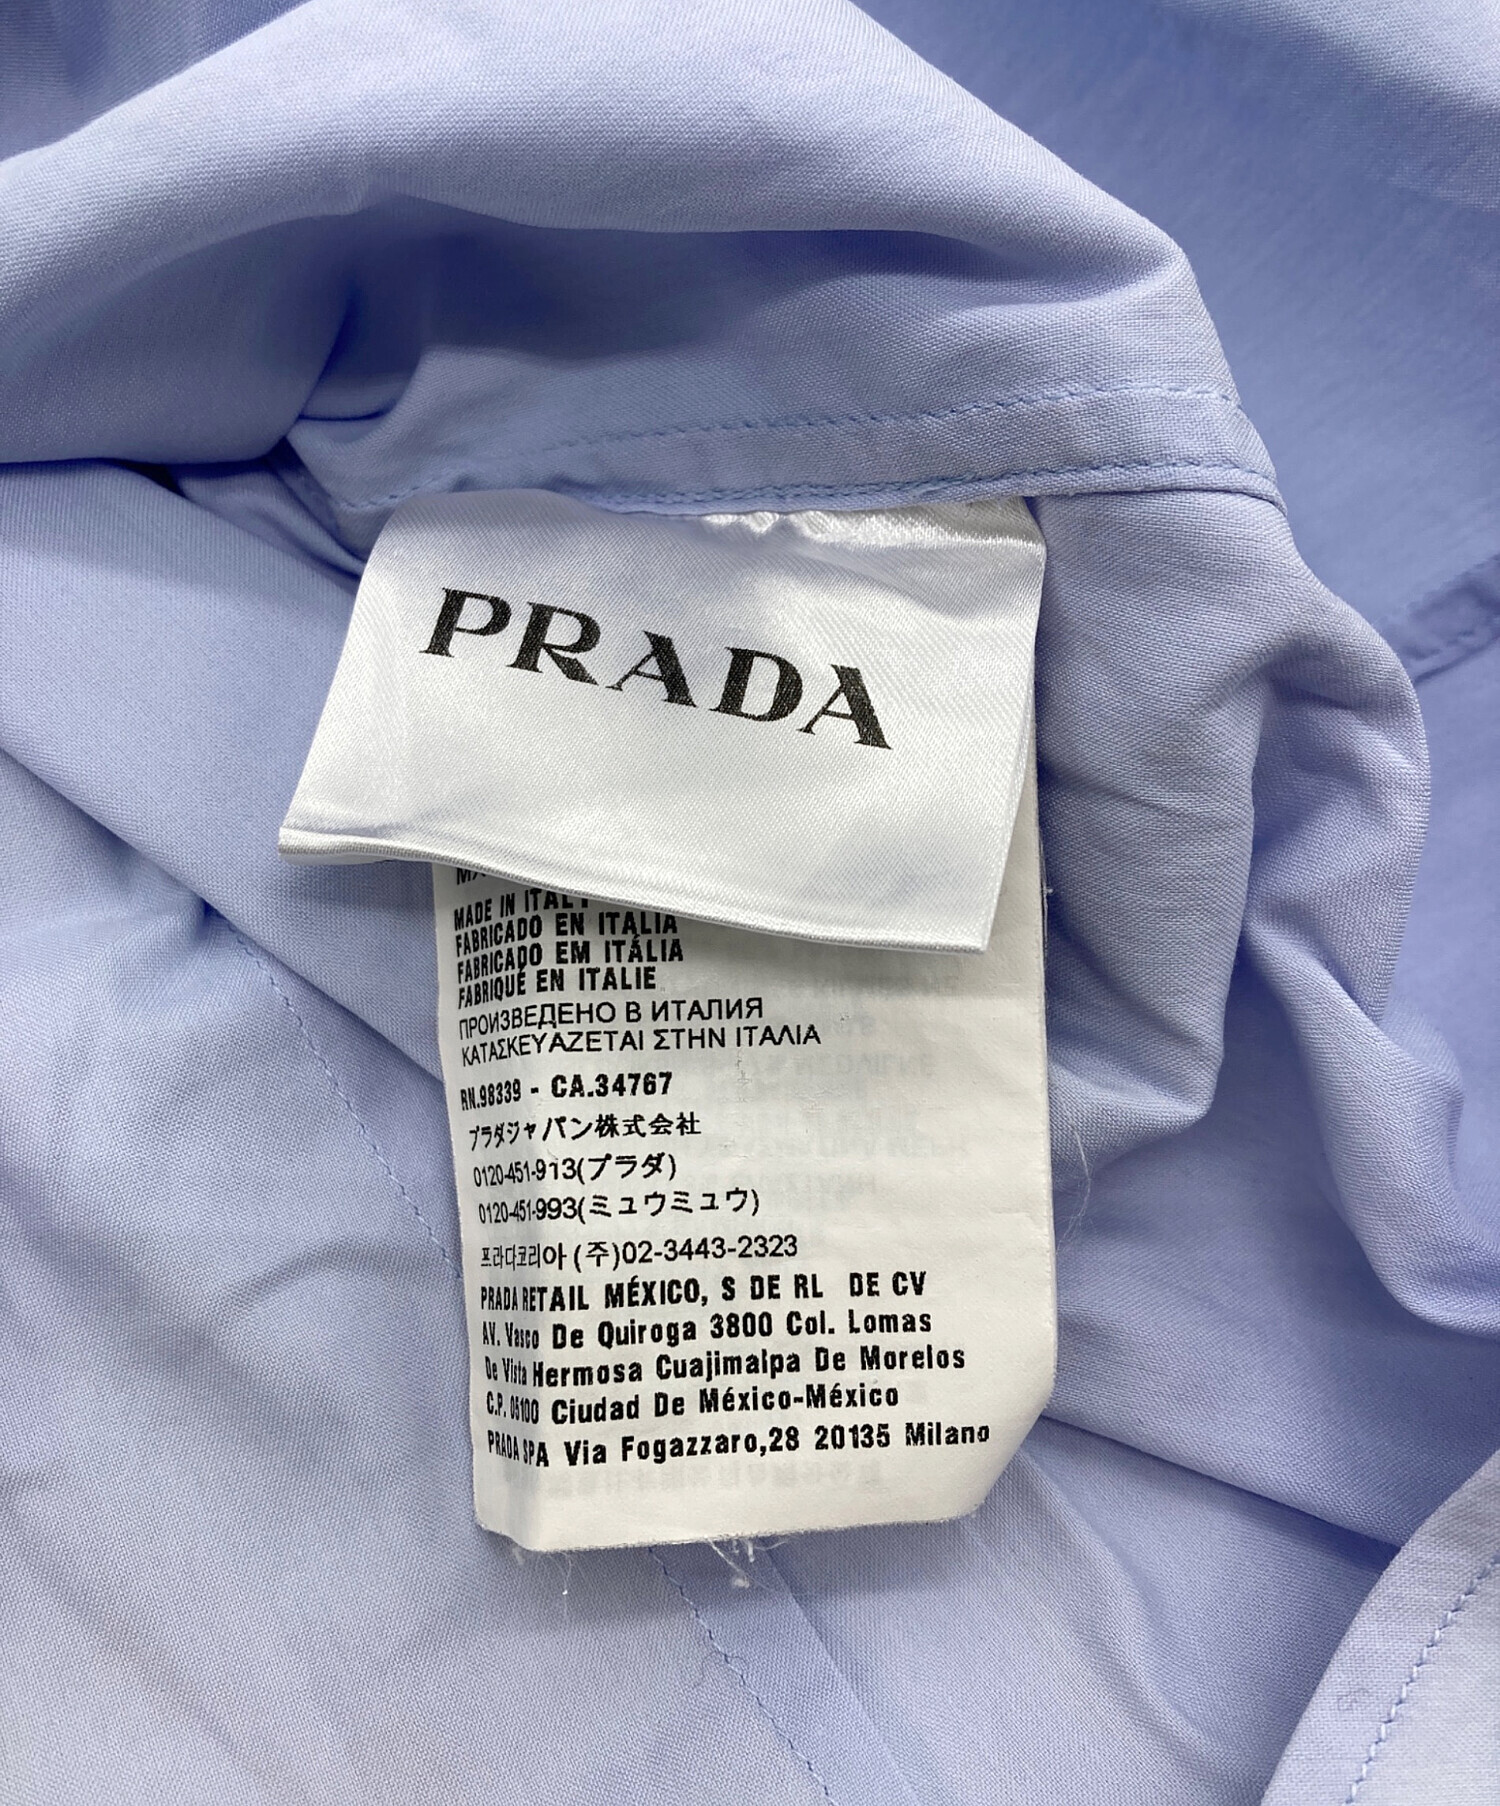 PRADA
MADE IN ITALY
FABRICADO EN ITALIA
FABRICADO EM ITÁLIA
FABRIQUÉ EN ITALIE
ПРОИЗВЕДЕНО В ИТАЛИЯ
ΚΑΤΑΣΚΕΥΑΖΕΤΑΙ ΣΤΗΝ ΙΤΑΛΙΑ
RN.98339 - CA.34767
プラダジャパン株式会社
0120-451-913(プラダ)
0120-451-993(ミュウミュウ)
프라다코리아 (주)02-3443-2323
PRADA RETAIL MÉXICO, S DE RL DE CV
AV. Vasco De Quiroga 3800 Col. Lomas
De Vista Hermosa Cuajimalpa De Morelos
C.P. 05100 Ciudad De México-México
PRADA SPA Via Fogazzaro,28 20135 Milano